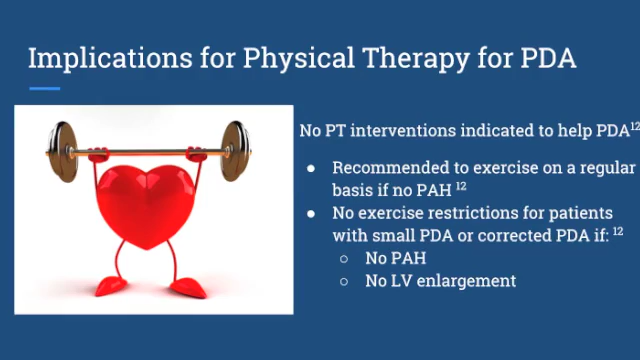 Implications for Physical Therapy for PDA
No PT interventions indicated to help PDA12
● Recommended to exercise on a regular
basis if no PAH 12
● No exercise restrictions for patients
with small PDA or corrected PDA if: 12
○ No PAH
○ No LV enlargement